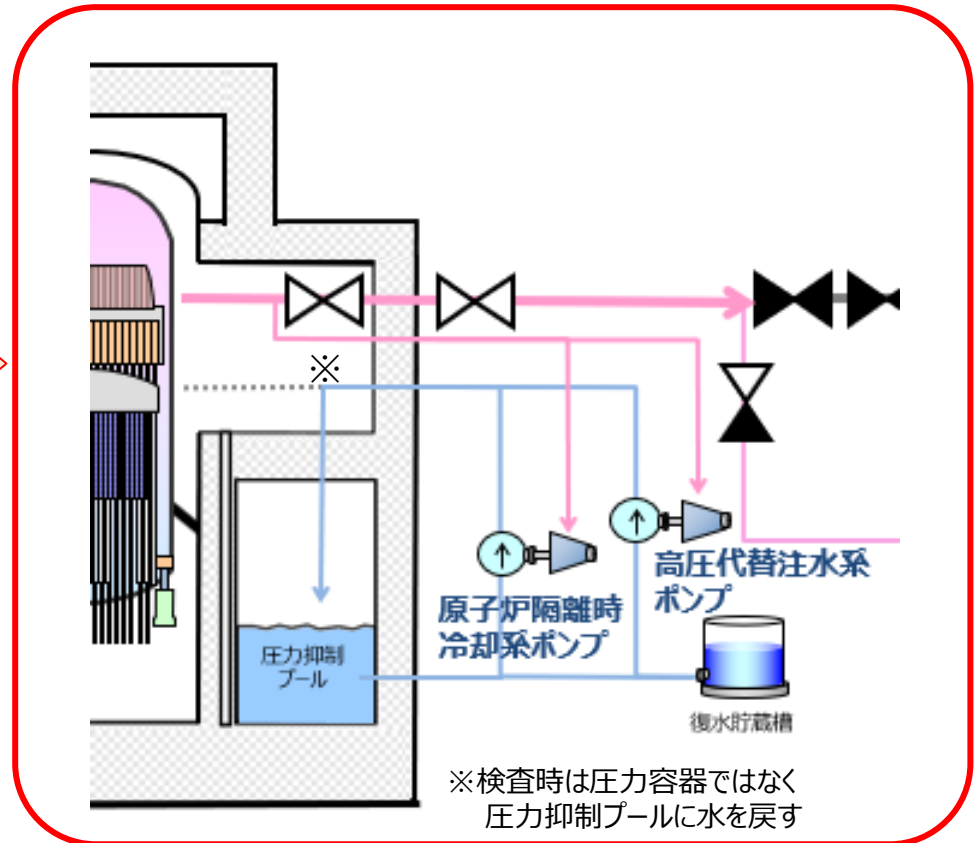 ※
高圧代替注水系
ポンプ
原子炉隔離時
冷却系ポンプ
圧力抑制
プール
復水貯蔵槽
※検査時は圧力容器ではなく
圧力抑制プールに水を戻す